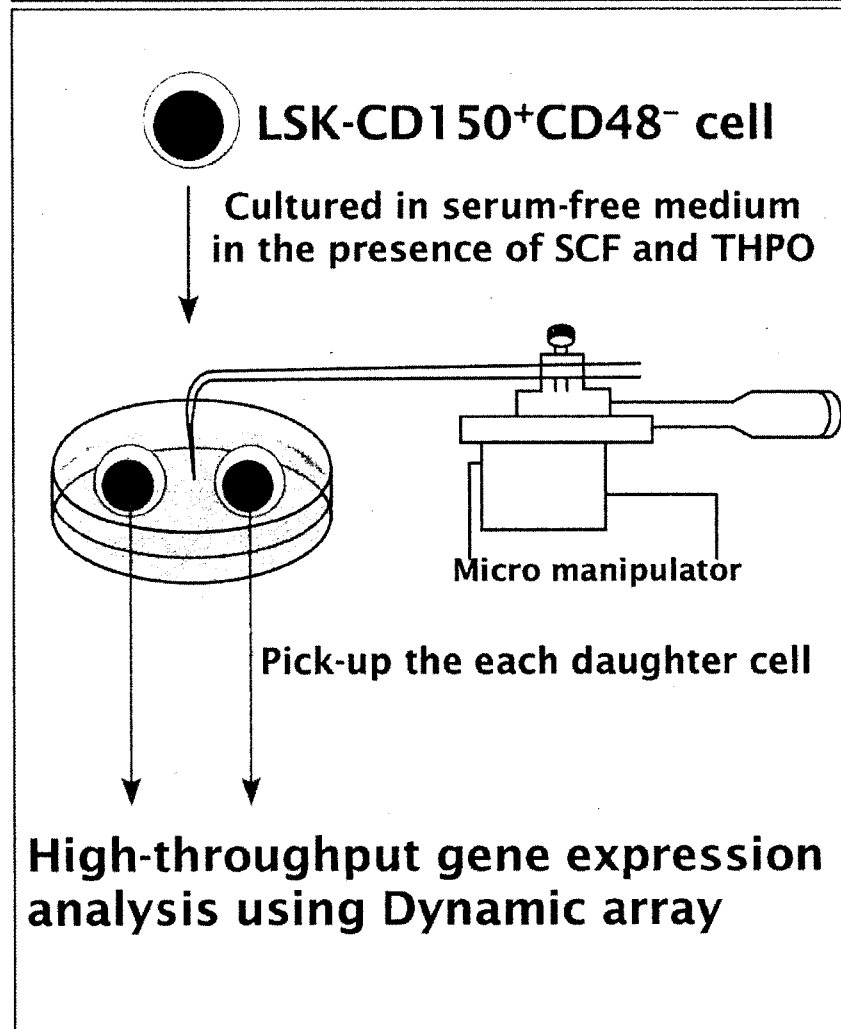 LSK-CD150⁺CD48⁻ cell
Cultured in serum-free medium
in the presence of SCF and THPO
Micro manipulator
Pick-up the each daughter cell
High-throughput gene expression
analysis using Dynamic array